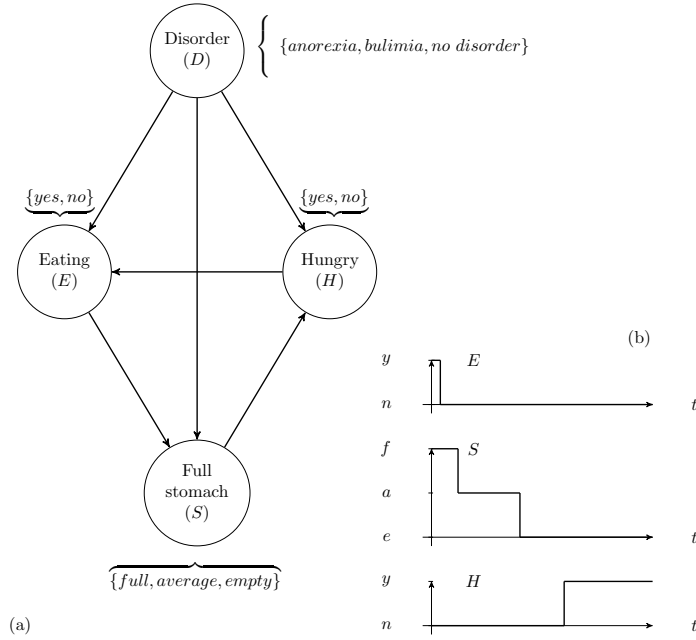 Disorder
(D)
{anorexia, bulimia, no disorder}
{yes, no}
{yes, no}
Eating
(E)
Hungry
(H)
Full
stomach
(S)
{full, average, empty}
(a)
(b)
y
E
n
t
f
S
a
e
t
y
H
n
t